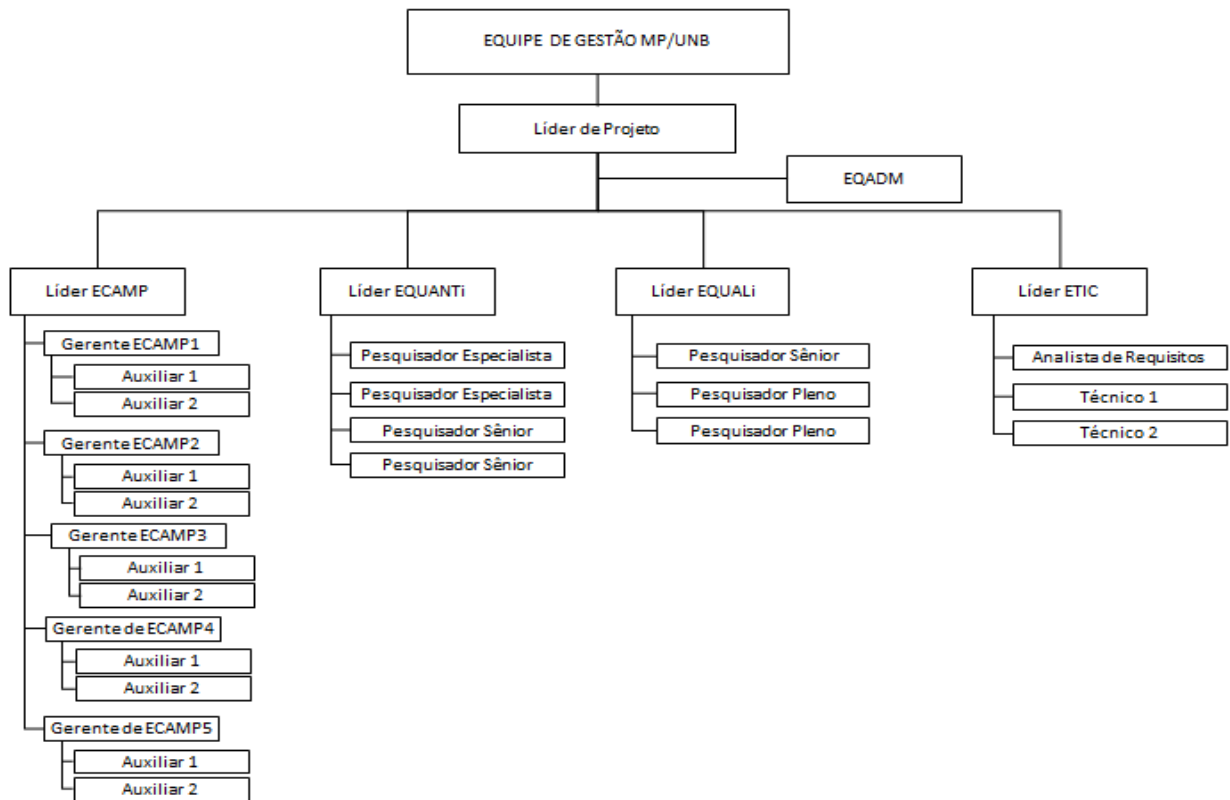 EQUIPE DE GESTÃO MP/UNB
Líder de Projeto
EQADM
Líder ECAMP
Gerente ECAMP1
Auxiliar 1
Auxiliar 2
Gerente ECAMP2
Auxiliar 1
Auxiliar 2
Gerente ECAMP3
Auxiliar 1
Auxiliar 2
Gerente de ECAMP4
Auxiliar 1
Auxiliar 2
Gerente de ECAMP5
Auxiliar 1
Auxiliar 2
Líder EQUANTi
Pesquisador Especialista
Pesquisador Especialista
Pesquisador Sênior
Pesquisador Sênior
Líder EQUALi
Pesquisador Sênior
Pesquisador Pleno
Pesquisador Pleno
Líder ETIC
Analista de Requisitos
Técnico 1
Técnico 2